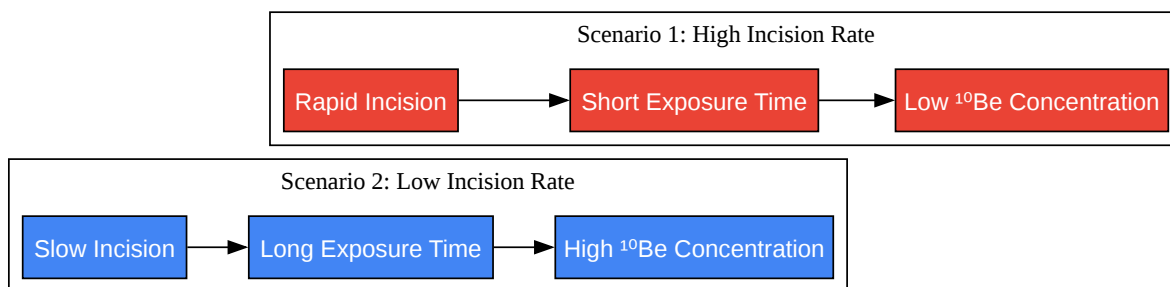 Scenario 1: High Incision Rate
Rapid Incision
Short Exposure Time
Low ¹⁰Be Concentration
Scenario 2: Low Incision Rate
Slow Incision
Long Exposure Time
High ¹⁰Be Concentration